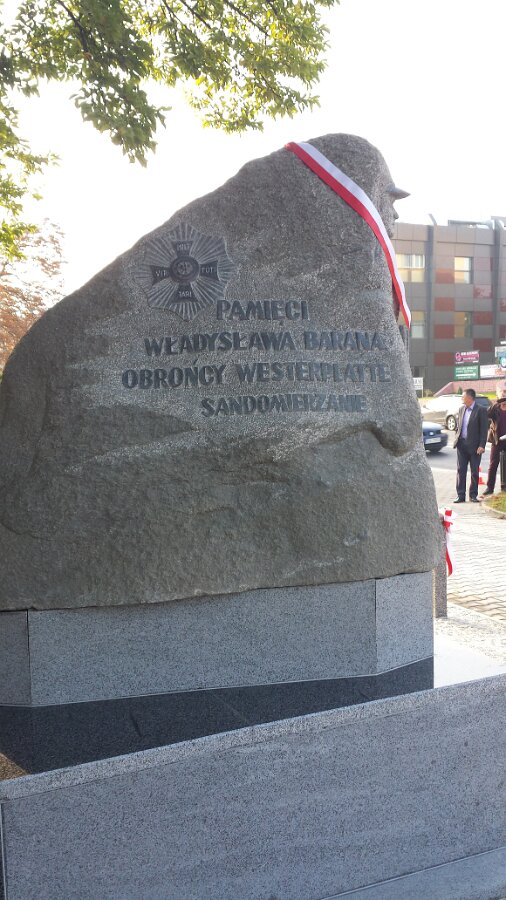 PAMIĘCI
WŁADYSŁAWA BARANA
OBROŃCY WESTERPLATTE
SANDOMIERZANIE